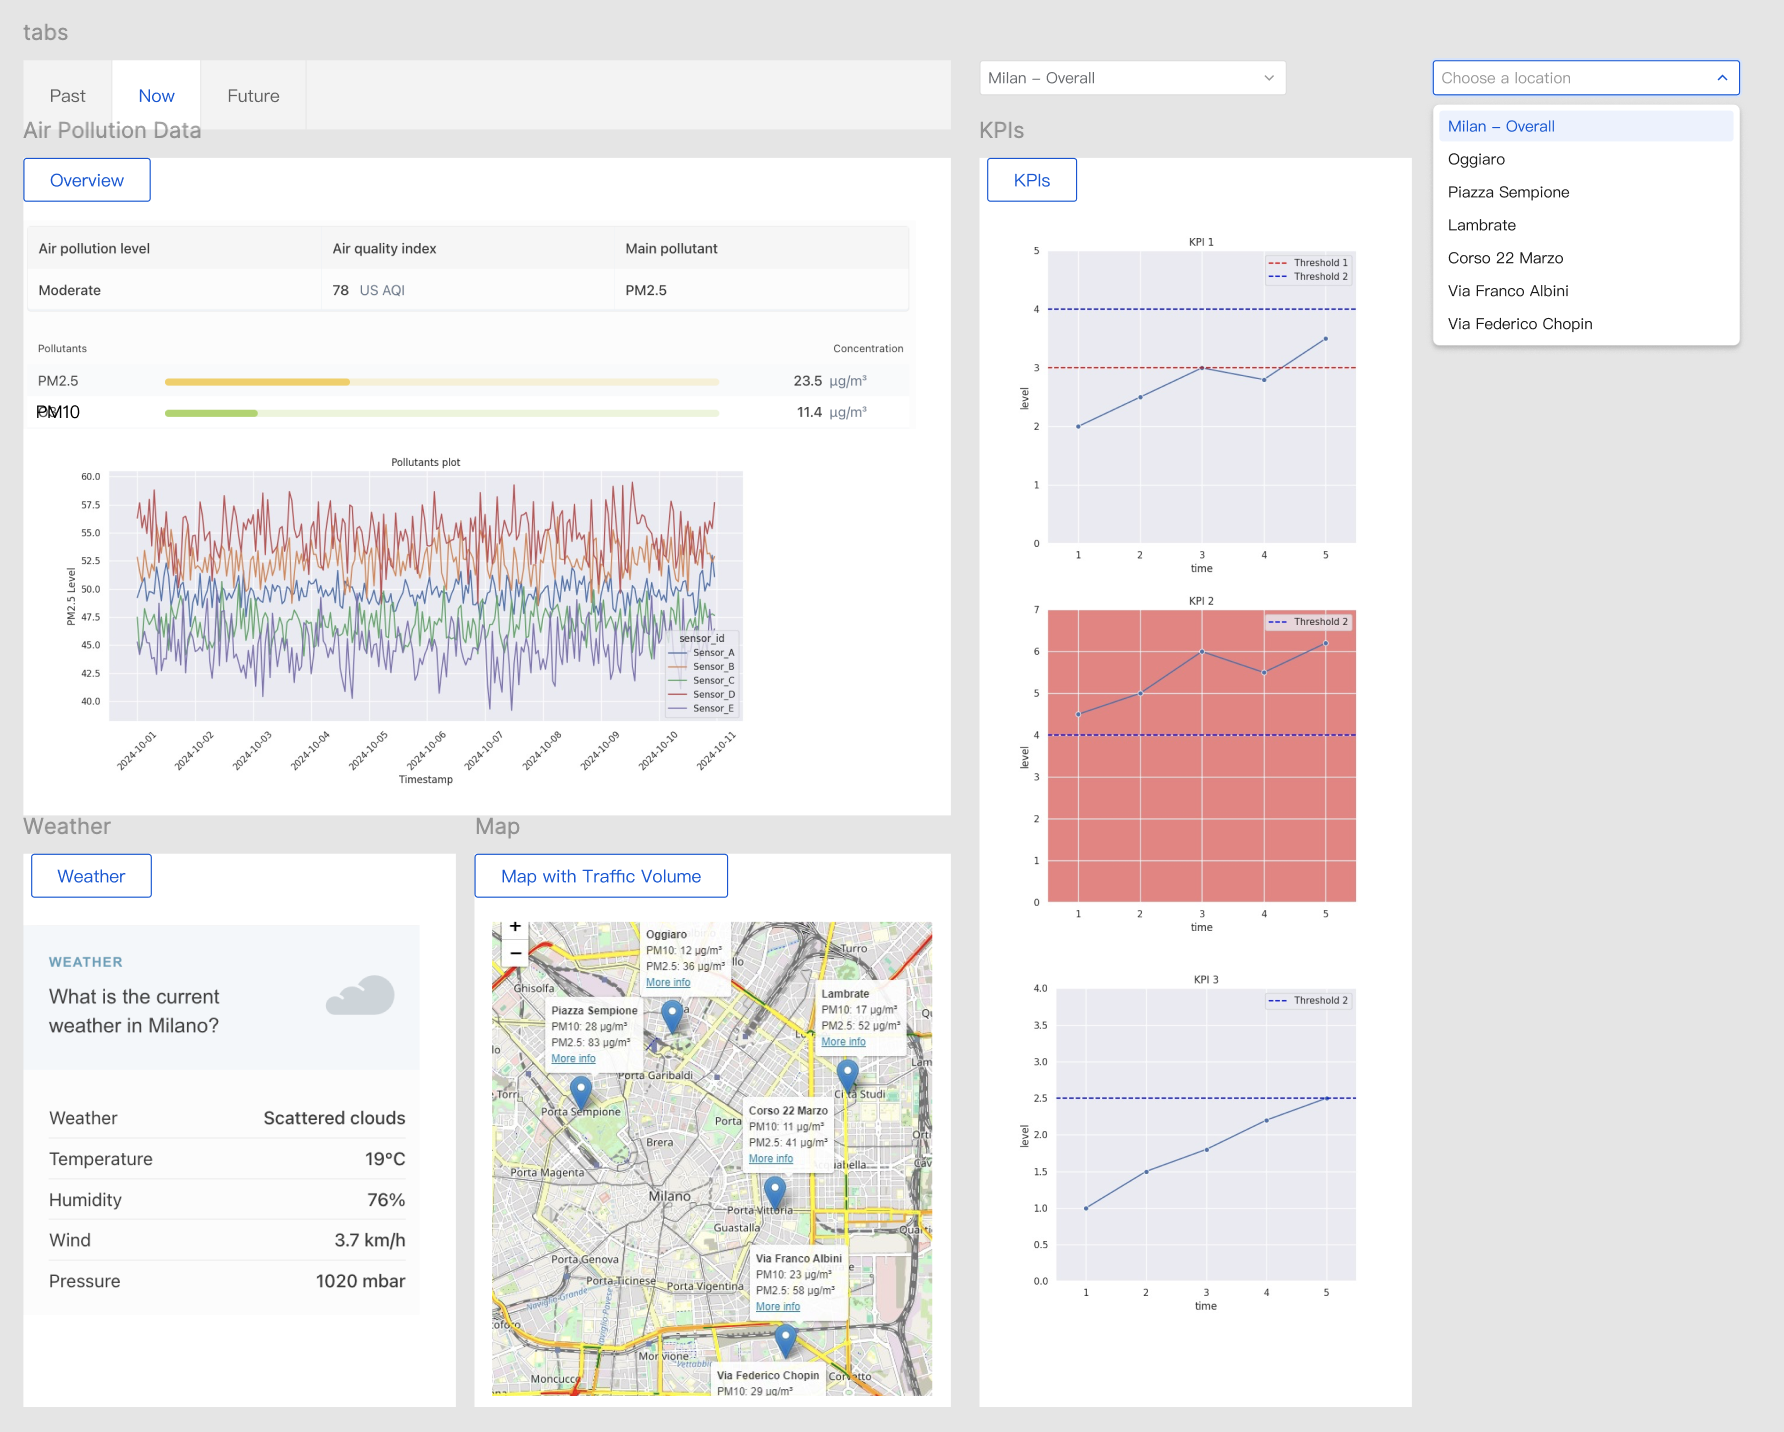 tabs
Past Now Future
Milan – Overall
Choose a location
Milan – Overall
Oggiaro
Piazza Sempione
Lambrate
Corso 22 Marzo
Via Franco Albini
Via Federico Chopin
Air Pollution Data
Overview
Air pollution level Air quality index Main pollutant
Moderate 78 US AQI PM2.5
Pollutants Concentration
PM2.5 23.5 µg/m³
PM10 11.4 µg/m³
Pollutants plot
60.0
57.5
55.0
52.5
50.0
47.5
45.0
42.5
40.0
PM2.5 Level
sensor_id
Sensor_A
Sensor_B
Sensor_C
Sensor_D
Sensor_E
2024-10-01 2024-10-02 2024-10-03 2024-10-04 2024-10-05 2024-10-06 2024-10-07 2024-10-08 2024-10-09 2024-10-10 2024-10-11
Timestamp
KPIs
KPIs
KPI 1
Threshold 1
Threshold 2
5
4
3
2
1
0
level
1 2 3 4 5
time
KPI 2
Threshold 2
7
6
5
4
3
2
1
0
level
1 2 3 4 5
time
KPI 3
Threshold 2
4.0
3.5
3.0
2.5
2.0
1.5
1.0
0.5
0.0
level
1 2 3 4 5
time
Weather
Weather
WEATHER
What is the current
weather in Milano?
Weather Scattered clouds
Temperature 19°C
Humidity 76%
Wind 3.7 km/h
Pressure 1020 mbar
Map
Map with Traffic Volume
+
−
Oggiaro
PM10: 12 µg/m³
PM2.5: 36 µg/m³
More info
Turro
Ghisolfa
Piazza Sempione
PM10: 28 µg/m³
PM2.5: 83 µg/m³
More info
Lambrate
PM10: 17 µg/m³
PM2.5: 52 µg/m³
More info
Porta Garibaldi
Città Studi
Porta Sempione
Corso 22 Marzo
PM10: 11 µg/m³
PM2.5: 41 µg/m³
More info
Porta
Brera
Porta Magenta
Milano
Porta Vittoria
Guastalla
Via Franco Albini
PM10: 23 µg/m³
PM2.5: 58 µg/m³
More info
Porta Genova
Porta Ticinese
Porta Vigentina
Naviglio Grande
Morivione
Vettabbia
Moncucco
Corvetto
Via Federico Chopin
PM10: 29 µg/m³